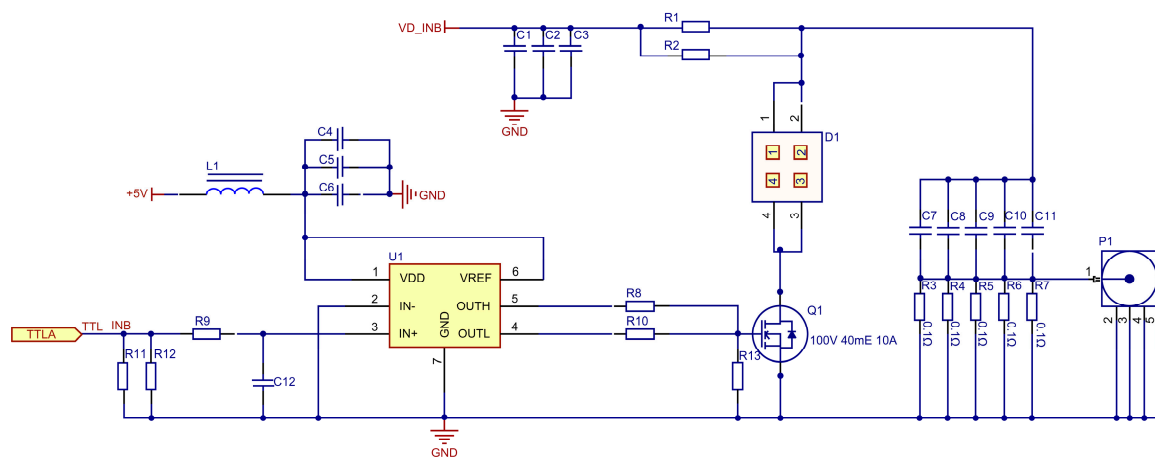 VD_INB
R1
C1
C2
C3
R2
GND
1
2
D1
1
2
4
3
4
3
C4
C5
C6
GND
L1
+5V
C7
C8
C9
C10
C11
P1
1
2
3
4
5
R3
R4
R5
R6
R7
0.1Ω
0.1Ω
0.1Ω
0.1Ω
0.1Ω
U1
1
VDD
VREF
6
2
IN-
OUTH
5
3
IN+
OUTL
4
GND
7
R8
R10
Q1
100V 40mE 10A
R13
TTLA
TTL_INB
R9
R11
R12
C12
GND